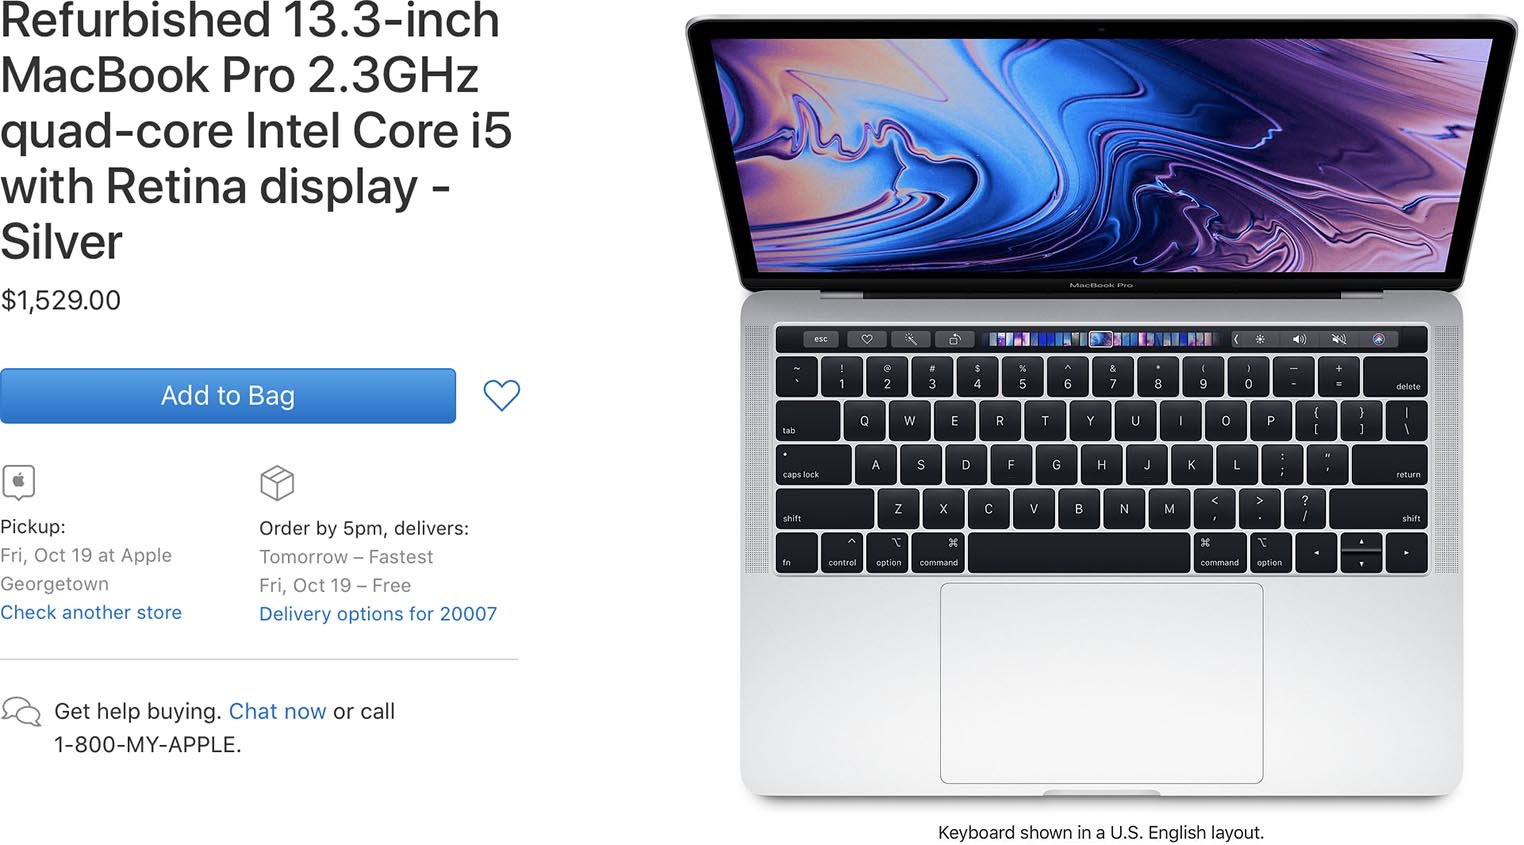 Refurbished 13.3-inch
MacBook Pro 2.3GHz
quad-core Intel Core i5
with Retina display -
Silver
$1,529.00
Add to Bag
Pickup:
Fri, Oct 19 at Apple
Georgetown
Check another store
Order by 5pm, delivers:
Tomorrow – Fastest
Fri, Oct 19 – Free
Delivery options for 20007
Get help buying. Chat now or call
1-800-MY-APPLE.
MacBook Pro
esc
~ ! @ # $ % ^ & * ( ) — +
` 1 2 3 4 5 6 7 8 9 0 - = delete
tab Q W E R T Y U I O P { [ } ] | \
caps lock A S D F G H J K L : ; " ' return
shift Z X C V B N M < , > . ? / shift
fn ^ control ⌥ option ⌘ command ⌘ command ⌥ option ◂ ▴ ▾ ▸
Keyboard shown in a U.S. English layout.